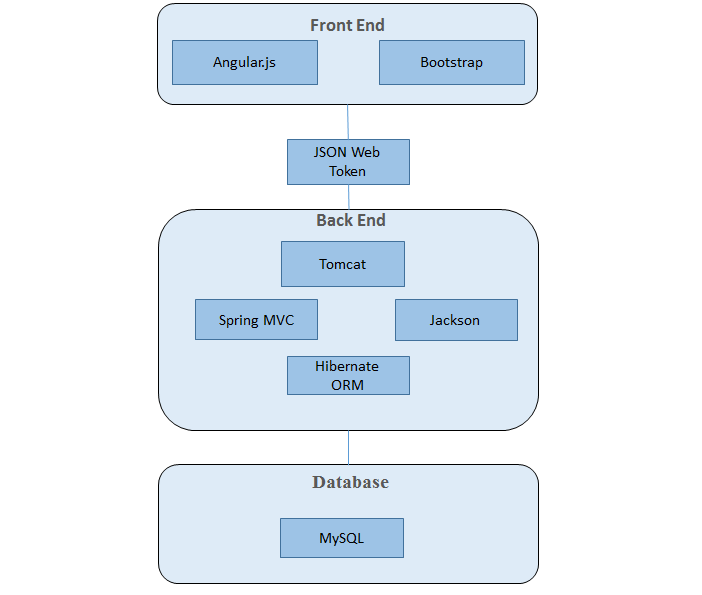 Front End
Angular.js
Bootstrap
JSON Web
Token
Back End
Tomcat
Spring MVC
Jackson
Hibernate
ORM
Database
MySQL